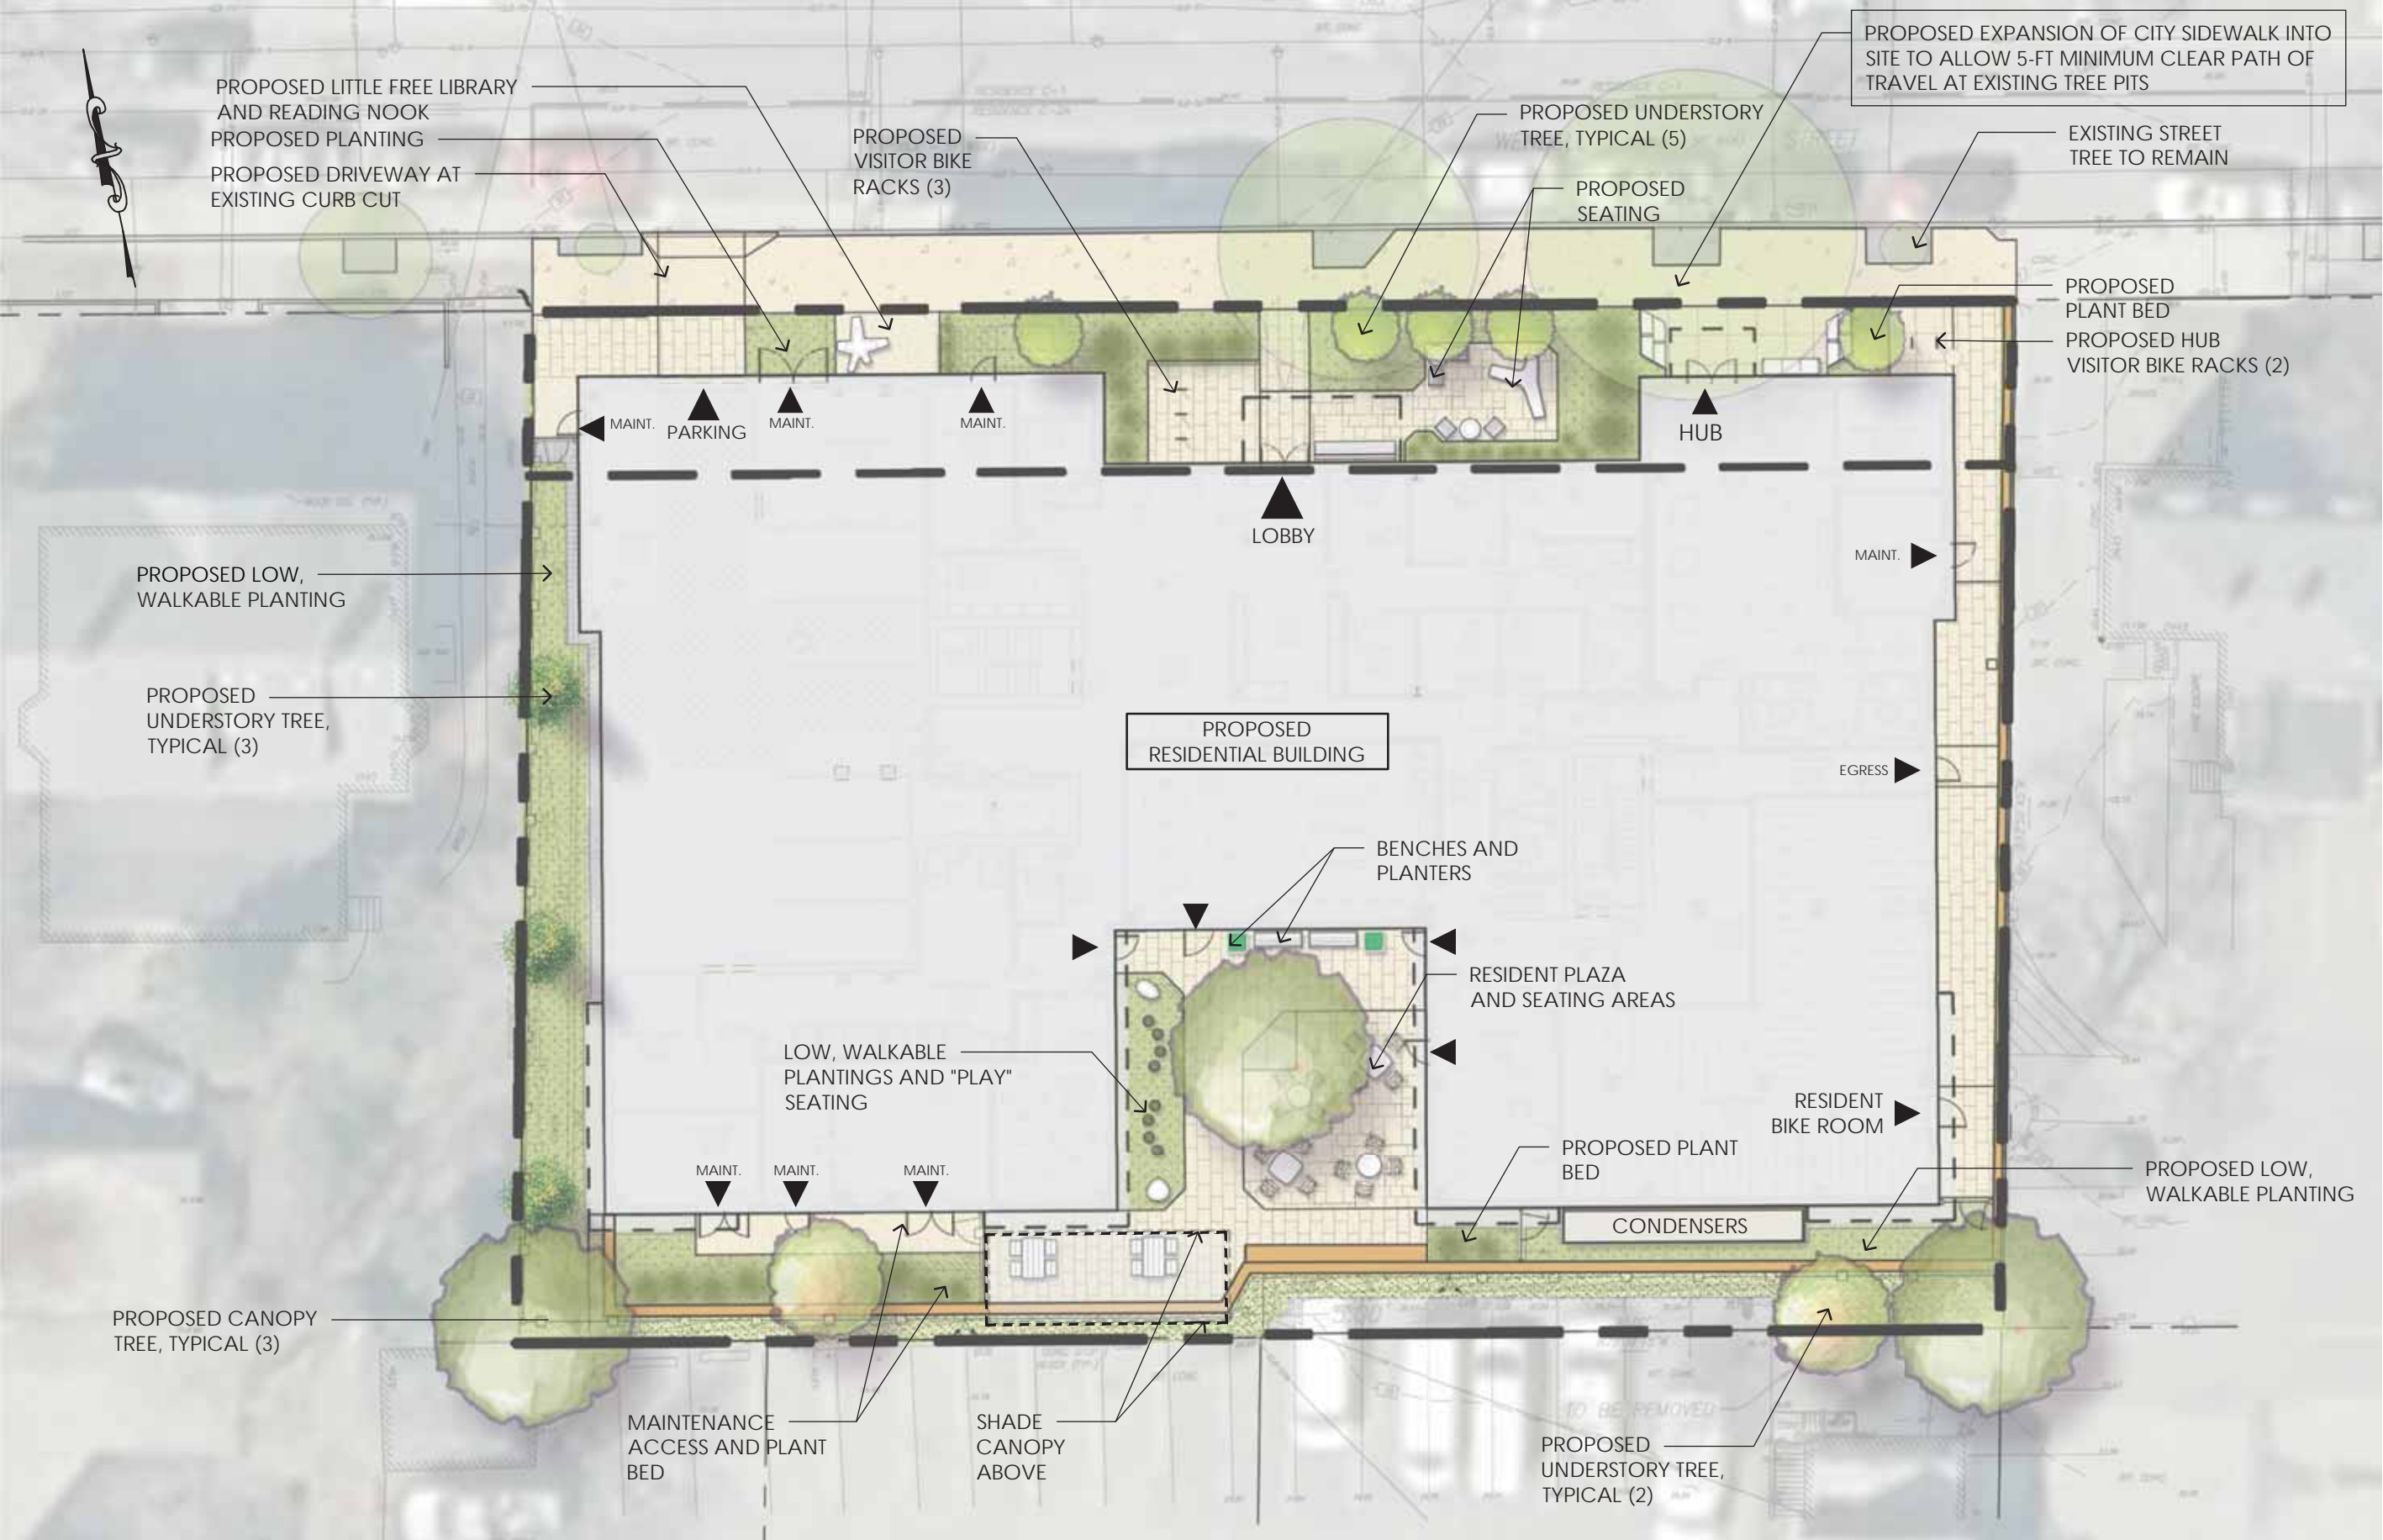 PROPOSED EXPANSION OF CITY SIDEWALK INTO
SITE TO ALLOW 5-FT MINIMUM CLEAR PATH OF
TRAVEL AT EXISTING TREE PITS
PROPOSED LITTLE FREE LIBRARY
AND READING NOOK
PROPOSED PLANTING
PROPOSED DRIVEWAY AT
EXISTING CURB CUT
PROPOSED
VISITOR BIKE
RACKS (3)
PROPOSED UNDERSTORY
TREE, TYPICAL (5)
PROPOSED
SEATING
EXISTING STREET
TREE TO REMAIN
PROPOSED
PLANT BED
PROPOSED HUB
VISITOR BIKE RACKS (2)
STREET
MAINT.
PARKING
MAINT.
MAINT.
HUB
LOBBY
MAINT.
PROPOSED LOW,
WALKABLE PLANTING
PROPOSED
UNDERSTORY TREE,
TYPICAL (3)
PROPOSED
RESIDENTIAL BUILDING
EGRESS
BENCHES AND
PLANTERS
RESIDENT PLAZA
AND SEATING AREAS
LOW, WALKABLE
PLANTINGS AND "PLAY"
SEATING
RESIDENT
BIKE ROOM
PROPOSED PLANT
BED
PROPOSED LOW,
WALKABLE PLANTING
MAINT.
MAINT.
MAINT.
CONDENSERS
PROPOSED CANOPY
TREE, TYPICAL (3)
MAINTENANCE
ACCESS AND PLANT
BED
SHADE
CANOPY
ABOVE
TO BE REMOVED
PROPOSED
UNDERSTORY TREE,
TYPICAL (2)